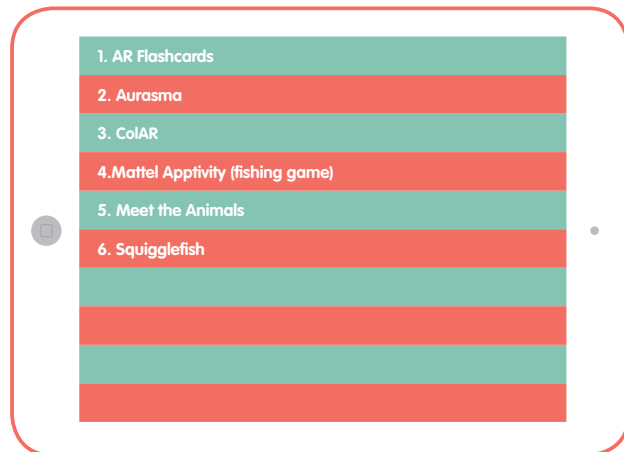 1. AR Flashcards
2. Aurasma
3. ColAR
4.Mattel Apptivity (fishing game)
5. Meet the Animals
6. Squigglefish